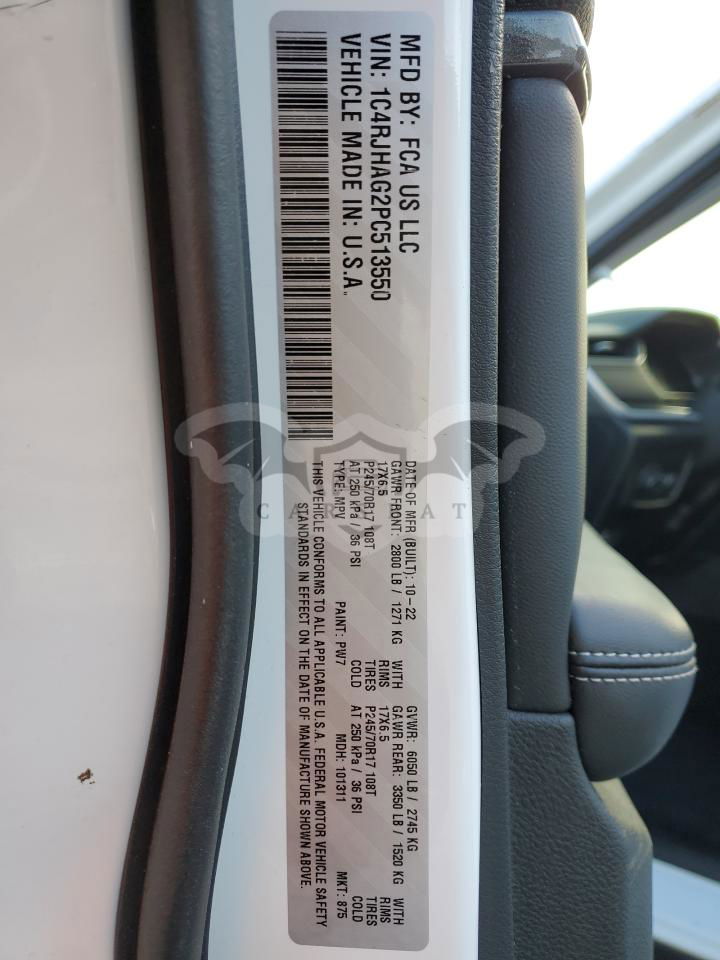 MFD BY: FCA US LLC
VIN: 1C4RJHAG2PC513550
VEHICLE MADE IN: U.S.A.
DATE OF MFR (BUILT): 10-22 GVWR: 6050 LB / 2745 KG
GAWR FRONT: 2800 LB / 1271 KG WITH GAWR REAR: 3350 LB / 1520 KG WITH
17X6.5 RIMS 17X6.5 RIMS
P245/70R17 108T TIRES P245/70R17 108T TIRES
AT 250 kPa / 36 PSI COLD AT 250 kPa / 36 PSI COLD
TYPE: MPV PAINT: PW7 MDH: 101311 MKT: 875
THIS VEHICLE CONFORMS TO ALL APPLICABLE U.S.A. FEDERAL MOTOR VEHICLE SAFETY
STANDARDS IN EFFECT ON THE DATE OF MANUFACTURE SHOWN ABOVE.